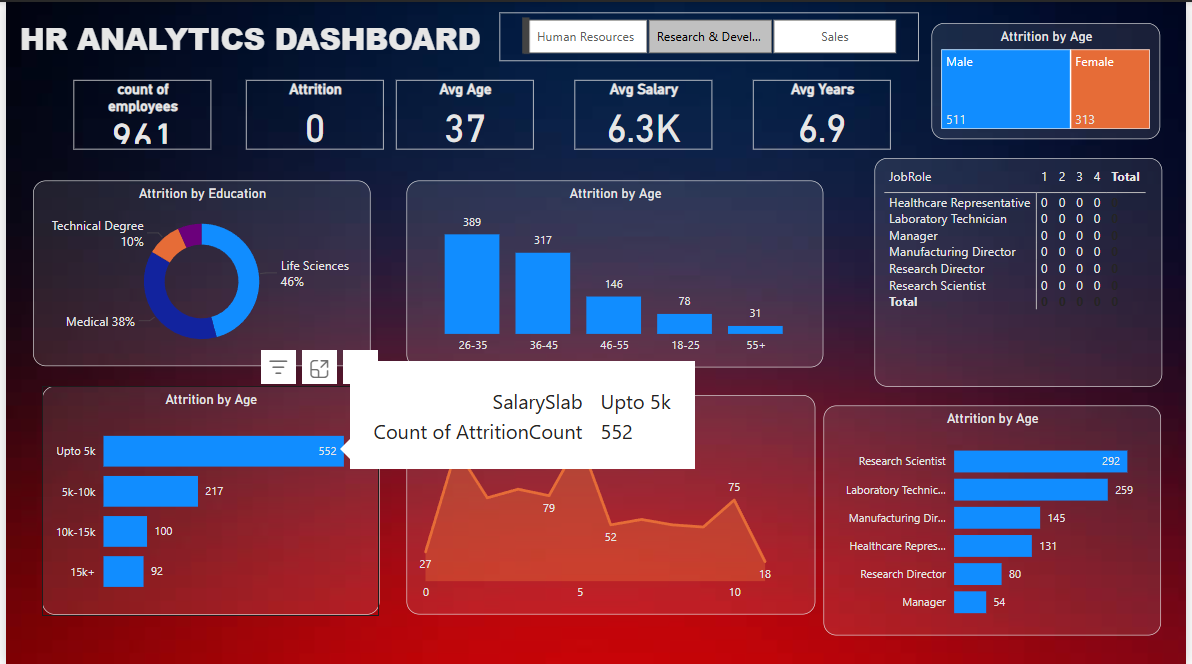 HR ANALYTICS DASHBOARD
Human Resources
Research & Devel...
Sales
count of
employees
961
Attrition
0
Avg Age
37
Avg Salary
6.3K
Avg Years
6.9
Attrition by Age
Male
Female
511
313
Attrition by Education
Technical Degree
10%
Life Sciences
46%
Medical 38%
Attrition by Age
389
317
146
78
31
26-35
36-45
46-55
18-25
55+
JobRole 1 2 3 4 Total
Healthcare Representative 0 0 0 0
Laboratory Technician 0 0 0 0
Manager 0 0 0 0
Manufacturing Director 0 0 0 0
Research Director 0 0 0 0
Research Scientist 0 0 0 0
Total
Attrition by Age
Upto 5k 552
5k-10k 217
10k-15k 100
15k+ 92
SalarySlab Upto 5k
Count of AttritionCount 552
27
79
52
75
18
0
5
10
Attrition by Age
Research Scientist 292
Laboratory Technic... 259
Manufacturing Dir... 145
Healthcare Repres... 131
Research Director 80
Manager 54